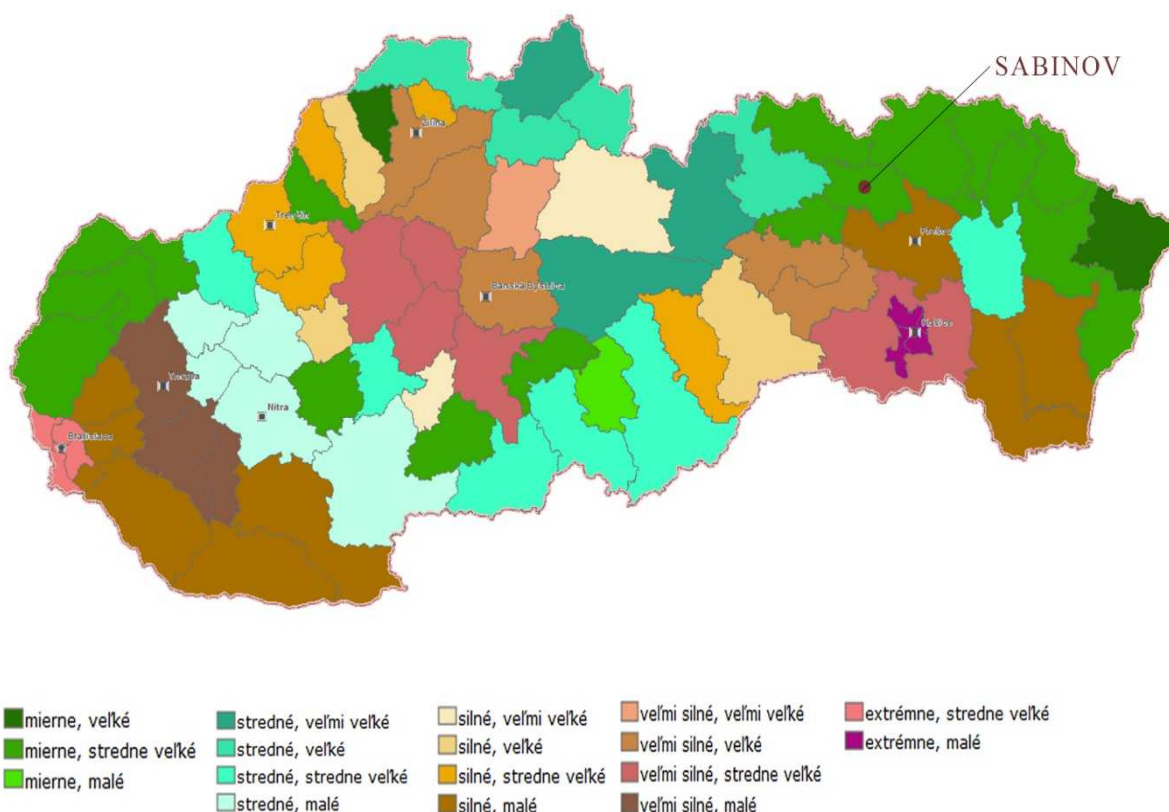 SABINOV
Žilina
Trenčín
Prešov
Banská Bystrica
Košice
Trnava
Nitra
Bratislava
mierne, veľké
mierne, stredne veľké
mierne, malé
stredné, veľmi veľké
stredné, veľké
stredné, stredne veľké
stredné, malé
silné, veľmi veľké
silné, veľké
silné, stredne veľké
silné, malé
veľmi silné, veľmi veľké
veľmi silné, veľké
veľmi silné, stredne veľké
veľmi silné, malé
extrémne, stredne veľké
extrémne, malé